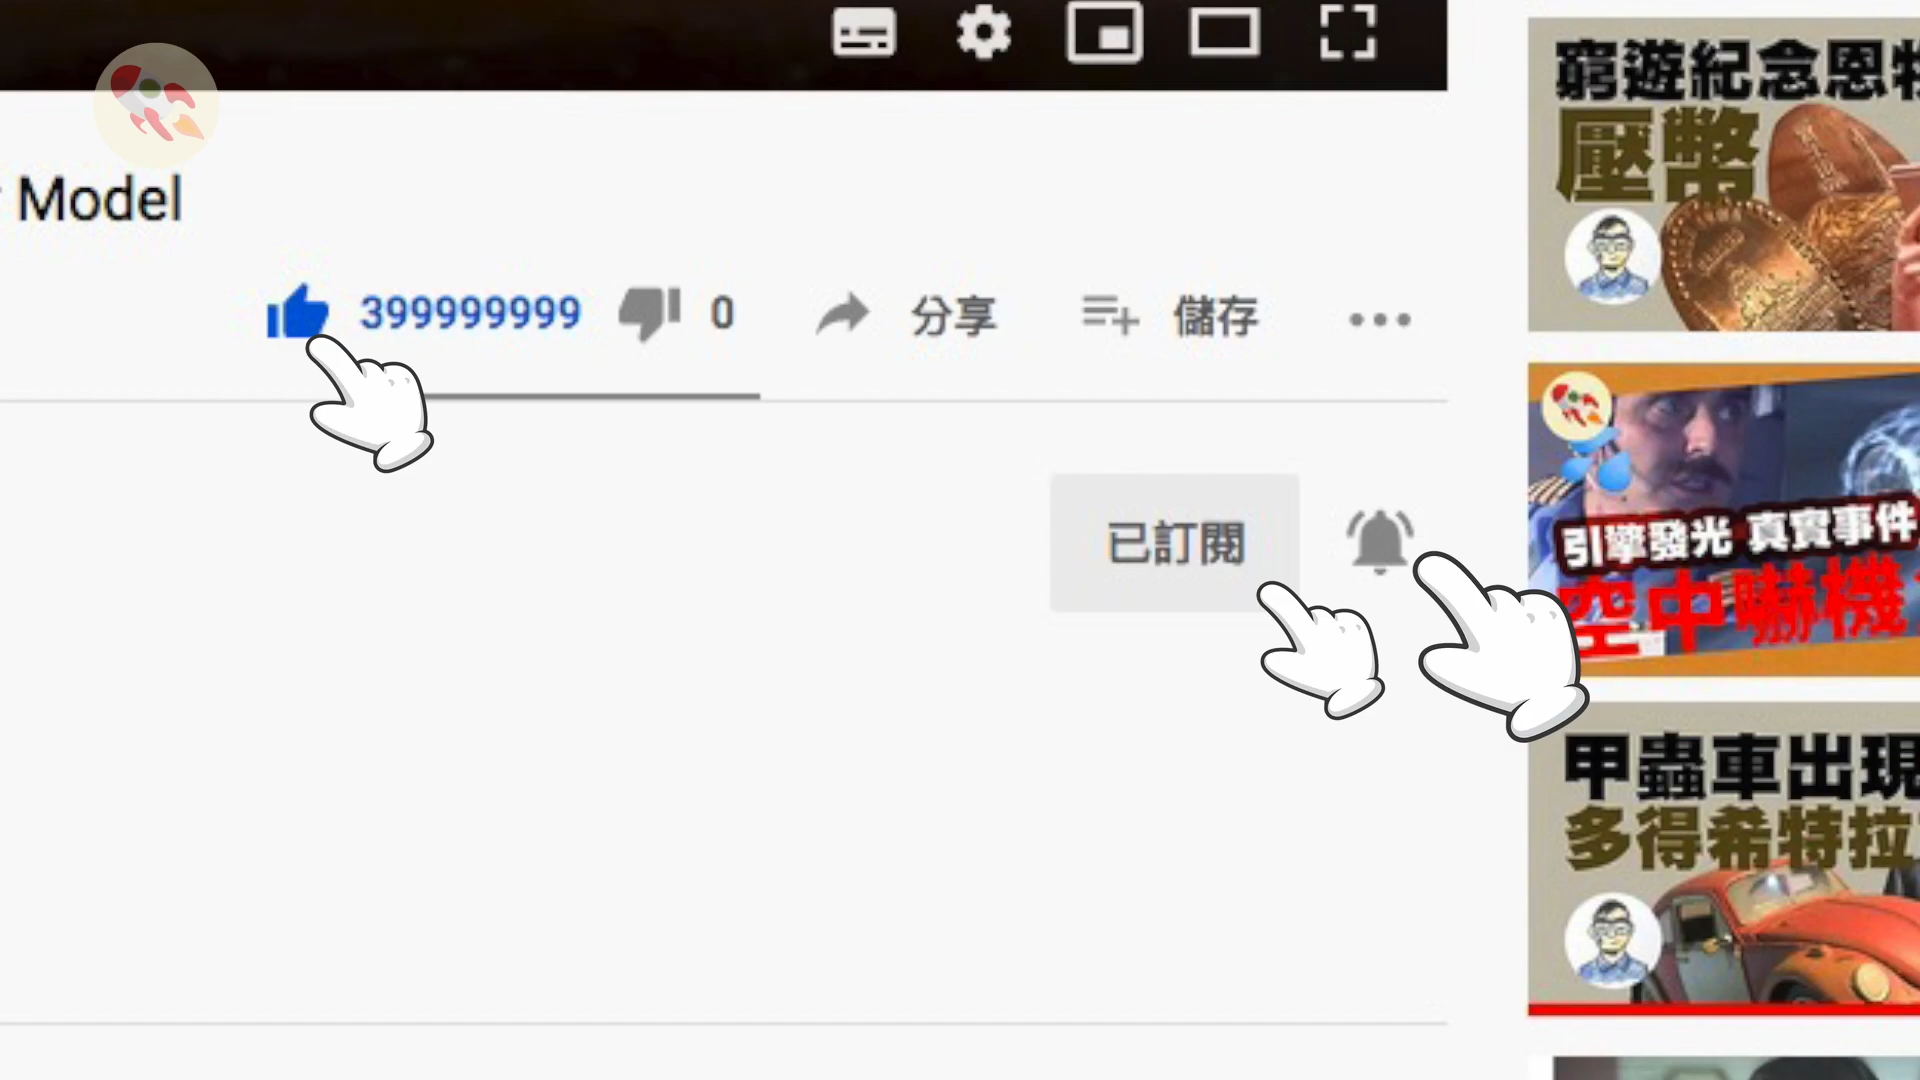 Model
399999999
0
分享
儲存
已訂閱
窮遊紀念恩特
壓幣
引擎發光 真實事件
空中嚇機
甲蟲車出現
多得希特拉